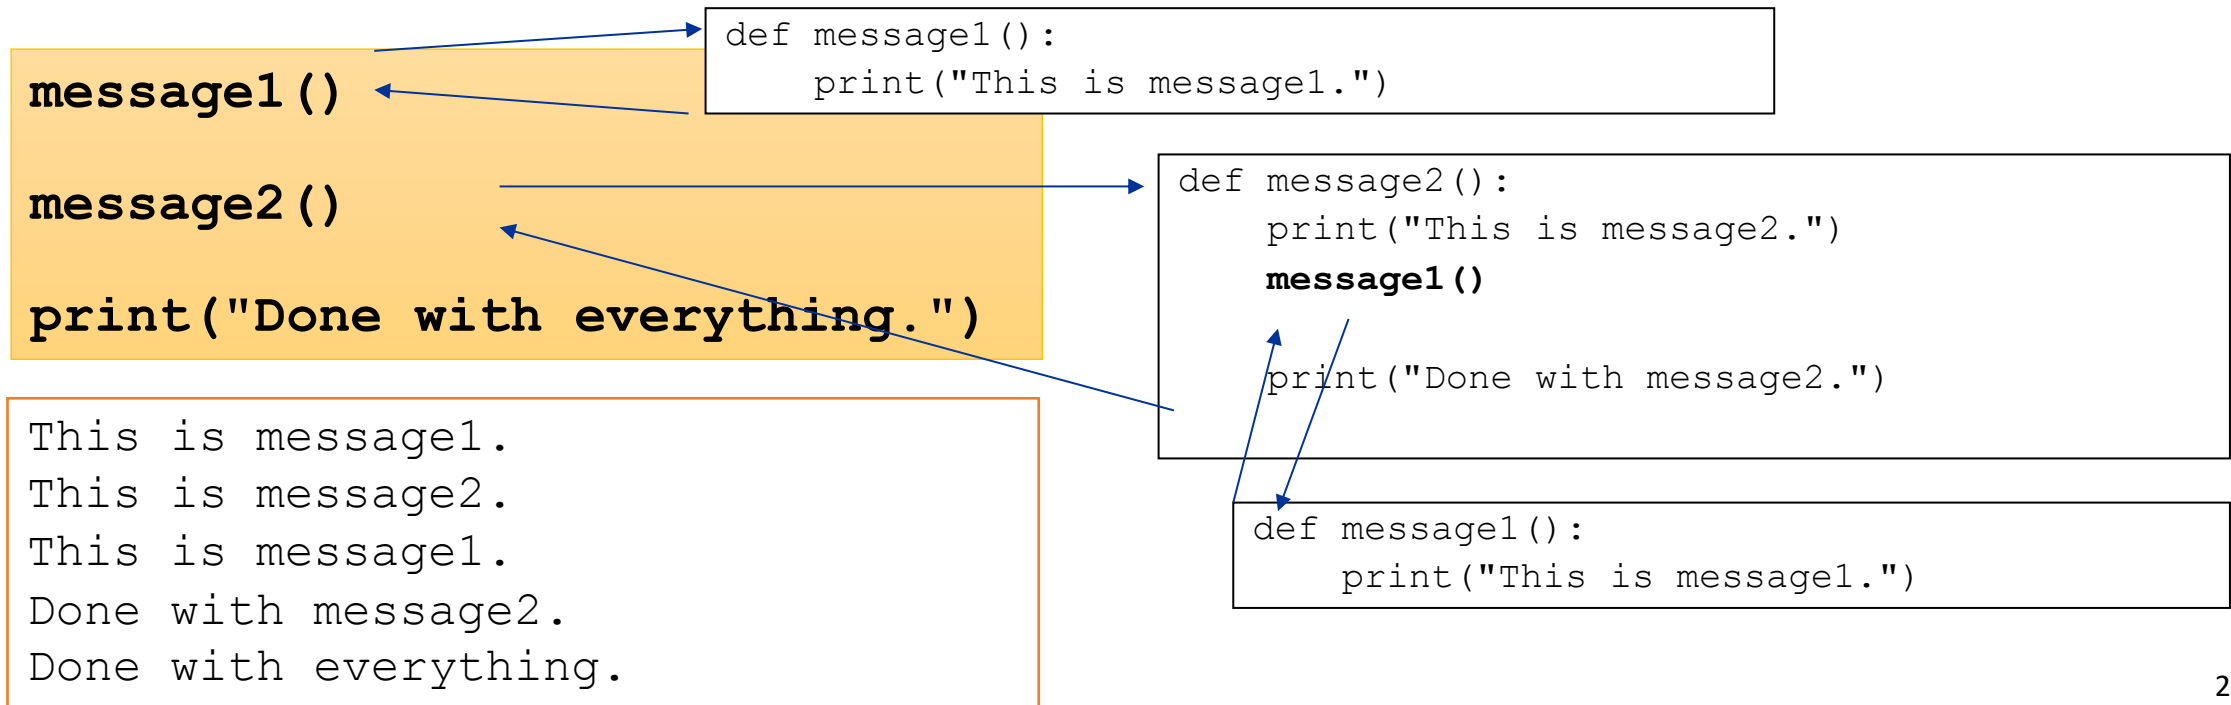 def message1():
    print("This is message1.")
message1()
message2()
print("Done with everything.")
def message2():
    print("This is message2.")
    message1()
    print("Done with message2.")
This is message1.
This is message2.
This is message1.
Done with message2.
Done with everything.
def message1():
    print("This is message1.")
2